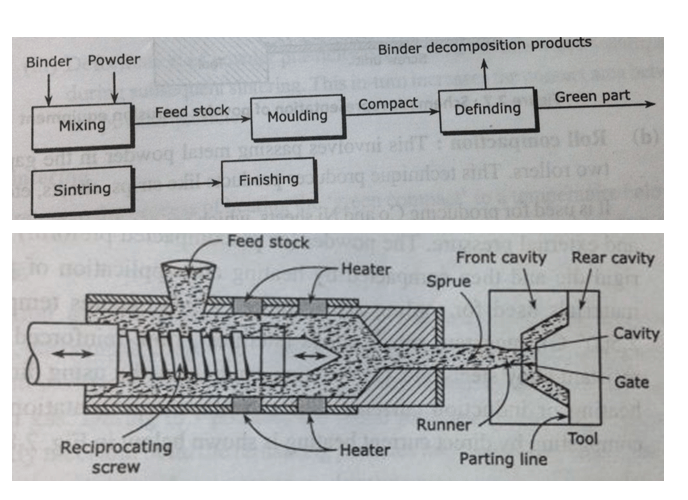 Binder Powder
Binder decomposition products
Mixing
Feed stock
Moulding
Compact
Definding
Green part
Sintring
Finishing
Feed stock
Heater
Front cavity
Rear cavity
Sprue
Cavity
Gate
Runner
Tool
Parting line
Heater
Reciprocating
screw